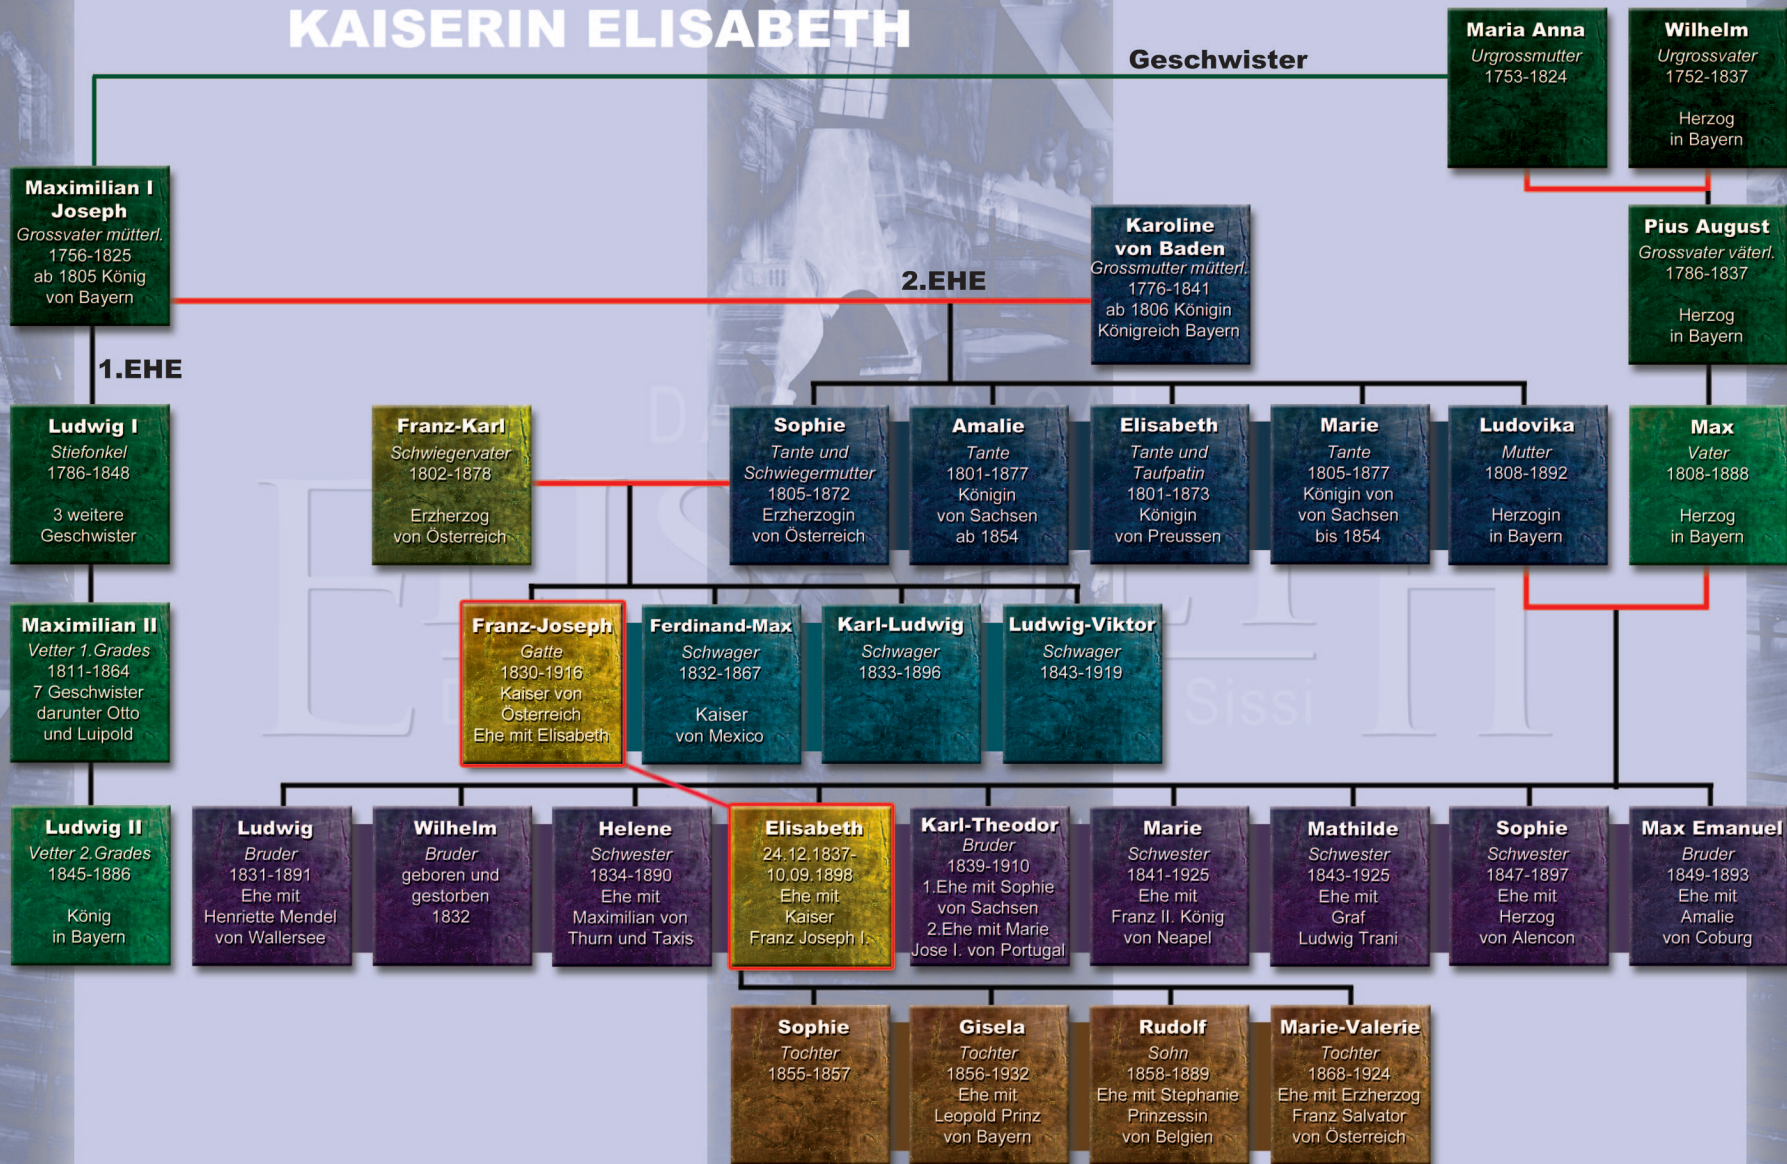 KAISERIN ELISABETH
Geschwister
Maria Anna
Urgrossmutter
1753-1824
Wilhelm
Urgrossvater
1752-1837
Herzog
in Bayern
Maximilian I
Joseph
Grossvater mütterl.
1756-1825
ab 1805 König
von Bayern
2.EHE
Karoline
von Baden
Grossmutter mütterl.
1776-1841
ab 1806 Königin
Königreich Bayern
Pius August
Grossvater väterl.
1786-1837
Herzog
in Bayern
1.EHE
Ludwig I
Stiefonkel
1786-1848
3 weitere
Geschwister
Franz-Karl
Schwiegervater
1802-1878
Erzherzog
von Österreich
Sophie
Tante und
Schwiegermutter
1805-1872
Erzherzogin
von Österreich
Amalie
Tante
1801-1877
Königin
von Sachsen
ab 1854
Elisabeth
Tante und
Taufpatin
1801-1873
Königin
von Preussen
Marie
Tante
1805-1877
Königin von
von Sachsen
bis 1854
Ludovika
Mutter
1808-1892
Herzogin
in Bayern
Max
Vater
1808-1888
Herzog
in Bayern
Maximilian II
Vetter 1.Grades
1811-1864
7 Geschwister
darunter Otto
und Luipold
Franz-Joseph
Gatte
1830-1916
Kaiser von
Österreich
Ehe mit Elisabeth
Ferdinand-Max
Schwager
1832-1867
Kaiser
von Mexico
Karl-Ludwig
Schwager
1833-1896
Ludwig-Viktor
Schwager
1843-1919
Sissi
Ludwig II
Vetter 2.Grades
1845-1886
König
in Bayern
Ludwig
Bruder
1831-1891
Ehe mit
Henriette Mendel
von Wallersee
Wilhelm
Bruder
geboren und
gestorben
1832
Helene
Schwester
1834-1890
Ehe mit
Maximilian von
Thurn und Taxis
Elisabeth
24.12.1837-
10.09.1898
Ehe mit
Kaiser
Franz Joseph I.
Karl-Theodor
Bruder
1839-1910
1.Ehe mit Sophie
von Sachsen
2.Ehe mit Marie
Jose I. von Portugal
Marie
Schwester
1841-1925
Ehe mit
Franz II. König
von Neapel
Mathilde
Schwester
1843-1925
Ehe mit
Graf
Ludwig Trani
Sophie
Schwester
1847-1897
Ehe mit
Herzog
von Alencon
Max Emanuel
Bruder
1849-1893
Ehe mit
Amalie
von Coburg
Sophie
Tochter
1855-1857
Gisela
Tochter
1856-1932
Ehe mit
Leopold Prinz
von Bayern
Rudolf
Sohn
1858-1889
Ehe mit Stephanie
Prinzessin
von Belgien
Marie-Valerie
Tochter
1868-1924
Ehe mit Erzherzog
Franz Salvator
von Österreich